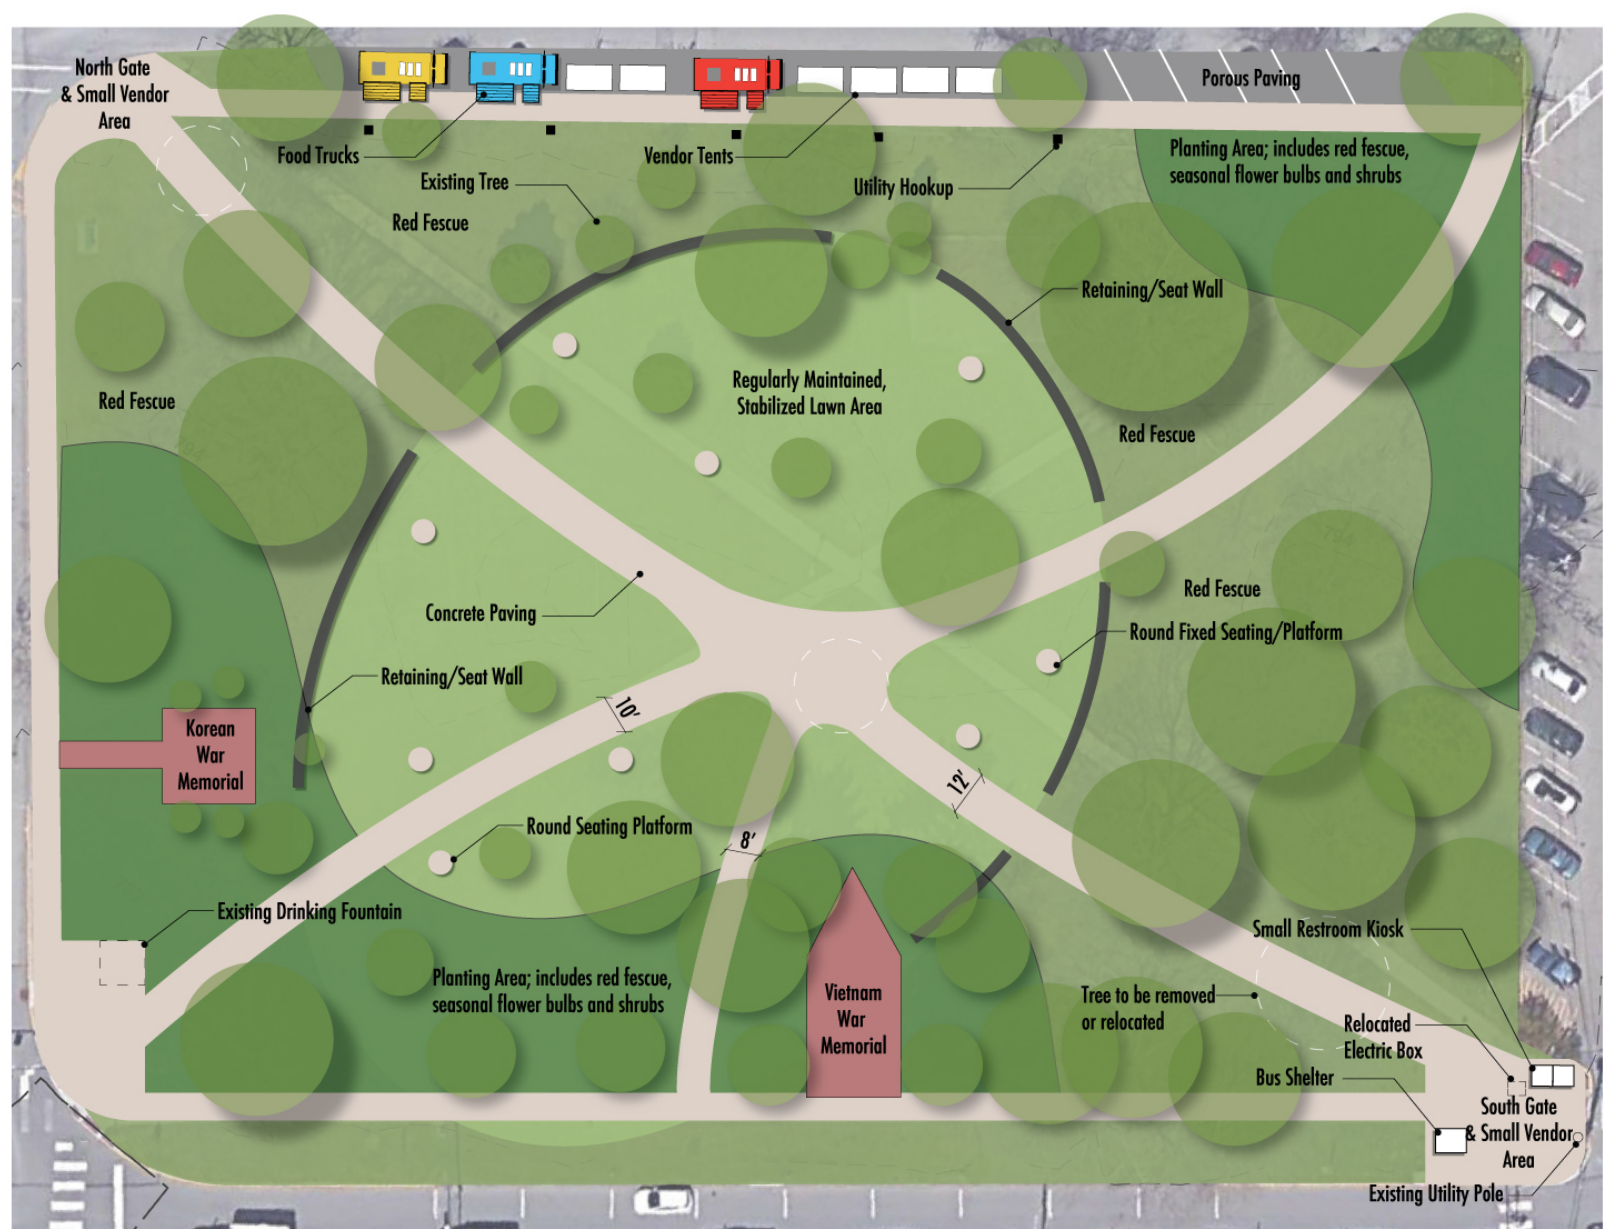 North Gate
& Small Vendor
Area
Porous Paving
Food Trucks
Vendor Tents
Planting Area; includes red fescue,
seasonal flower bulbs and shrubs
Existing Tree
Utility Hookup
Red Fescue
Retaining/Seat Wall
Regularly Maintained,
Stabilized Lawn Area
Red Fescue
Red Fescue
794
794
Concrete Paving
Red Fescue
Round Fixed Seating/Platform
Retaining/Seat Wall
10'
Korean
War
Memorial
12'
Round Seating Platform
8'
Existing Drinking Fountain
Small Restroom Kiosk
Planting Area; includes red fescue,
seasonal flower bulbs and shrubs
Vietnam
War
Memorial
Tree to be removed
or relocated
Relocated
Electric Box
Bus Shelter
South Gate
& Small Vendor
Area
Existing Utility Pole